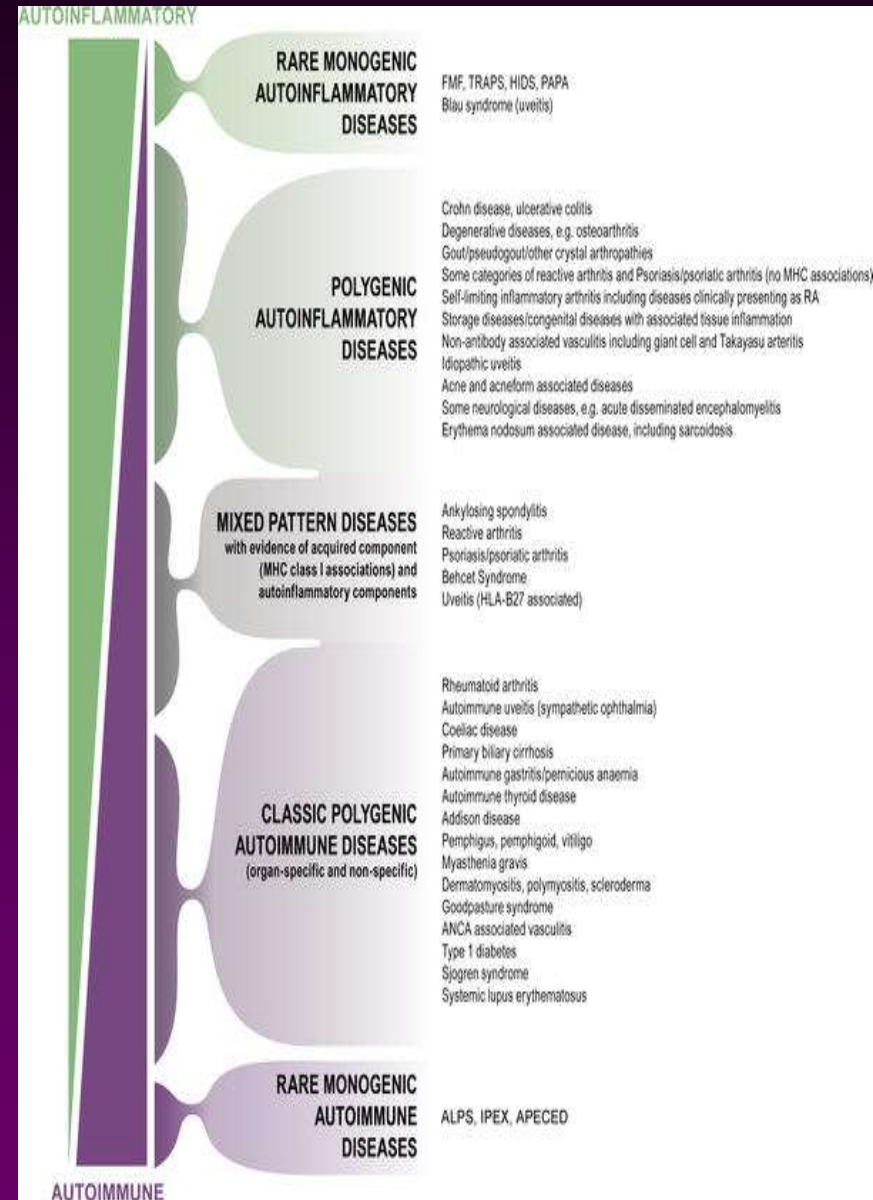 AUTOINFLAMMATORY
RARE MONOGENIC
AUTOINFLAMMATORY
DISEASES
FMF, TRAPS, HIDS, PAPA
Blau syndrome (uveitis)
POLYGENIC
AUTOINFLAMMATORY
DISEASES
Crohn disease, ulcerative colitis
Degenerative diseases, e.g. osteoarthritis
Gout/pseudogout/other crystal arthropathies
Some categories of reactive arthritis and Psoriasis/psoriatic arthritis (no MHC associations)
Self-limiting inflammatory arthritis including diseases clinically presenting as RA
Storage diseases/congenital diseases with associated tissue inflammation
Non-antibody associated vasculitis including giant cell and Takayasu arteritis
Idiopathic uveitis
Acne and acneform associated diseases
Some neurological diseases, e.g. acute disseminated encephalomyelitis
Erythema nodosum associated disease, including sarcoidosis
MIXED PATTERN DISEASES
with evidence of acquired component
(MHC class I associations) and
autoinflammatory components
Ankylosing spondylitis
Reactive arthritis
Psoriasis/psoriatic arthritis
Behcet Syndrome
Uveitis (HLA-B27 associated)
CLASSIC POLYGENIC
AUTOIMMUNE DISEASES
(organ-specific and non-specific)
Rheumatoid arthritis
Autoimmune uveitis (sympathetic ophthalmia)
Coeliac disease
Primary biliary cirrhosis
Autoimmune gastritis/pernicious anaemia
Autoimmune thyroid disease
Addison disease
Pemphigus, pemphigoid, vitiligo
Myasthenia gravis
Dermatomyositis, polymyositis, scleroderma
Goodpasture syndrome
ANCA associated vasculitis
Type 1 diabetes
Sjogren syndrome
Systemic lupus erythematosus
RARE MONOGENIC
AUTOIMMUNE
DISEASES
ALPS, IPEX, APECED
AUTOIMMUNE